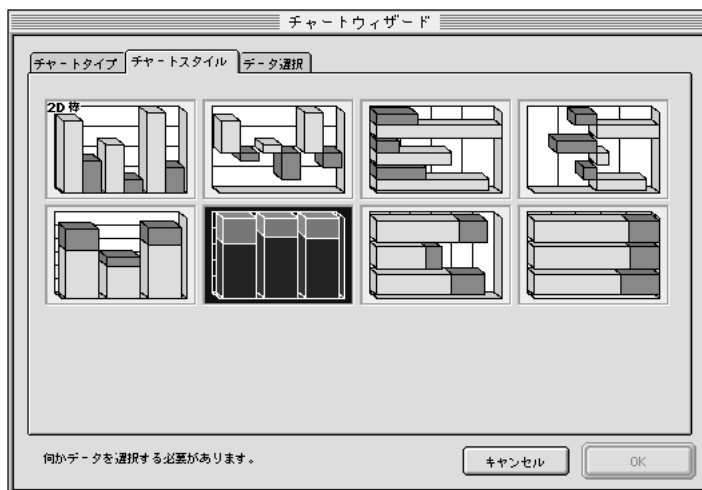 チャートウィザード
チャートタイプ チャートスタイル データ選択
2D 棒
何かデータを選択する必要があります。
キャンセル OK